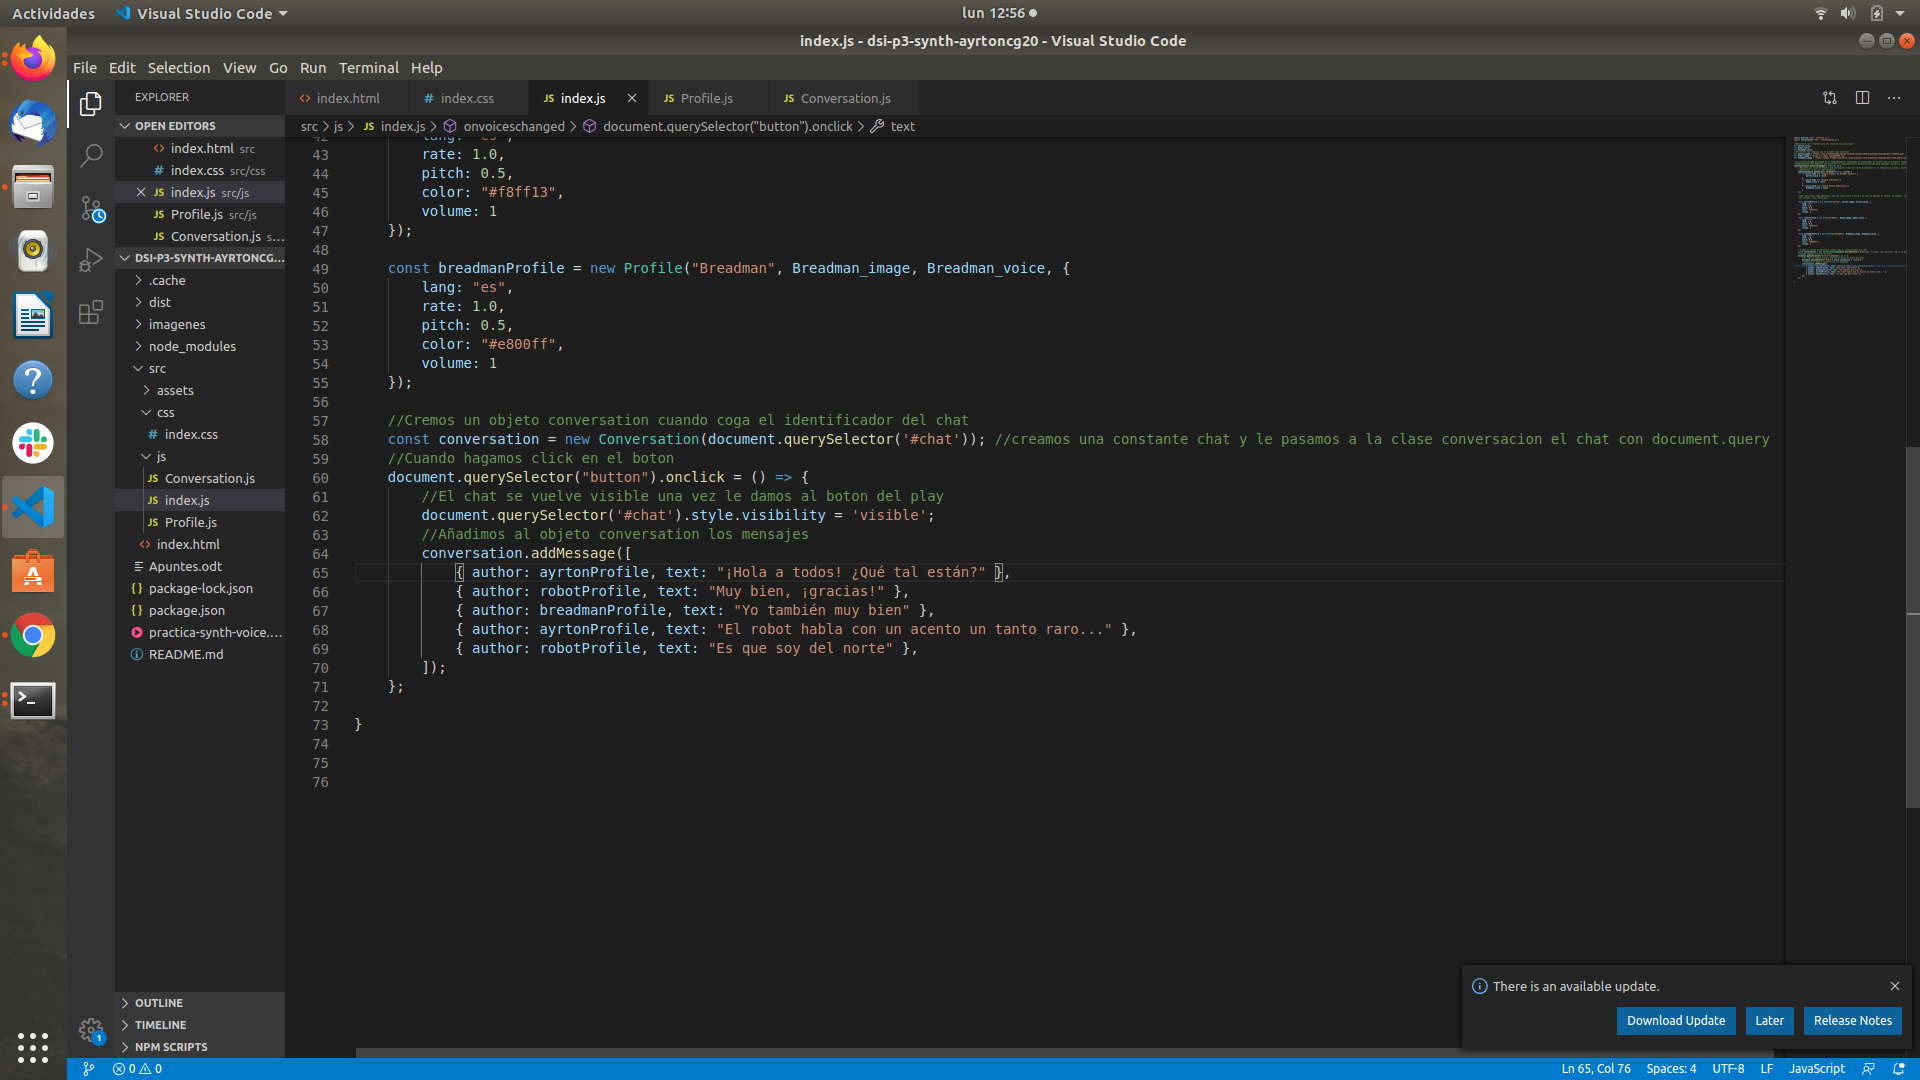 Actividades
Visual Studio Code
lun 12:56
index.js - dsi-p3-synth-ayrtoncg20 - Visual Studio Code
File Edit Selection View Go Run Terminal Help
EXPLORER
index.html
index.css
index.js
Profile.js
Conversation.js
OPEN EDITORS
index.html src
index.css src/css
index.js src/js
Profile.js src/js
Conversation.js s...
DSI-P3-SYNTH-AYRTONCG...
.cache
dist
imagenes
node_modules
src
assets
css
index.css
js
Conversation.js
index.js
Profile.js
index.html
Apuntes.odt
package-lock.json
package.json
practica-synth-voice....
README.md
OUTLINE
TIMELINE
NPM SCRIPTS
src > js > JS index.js > onvoiceschanged > document.querySelector("button").onclick > text
42 lang: "es",
43 rate: 1.0,
44 pitch: 0.5,
45 color: "#f8ff13",
46 volume: 1
47 });
48
49 const breadmanProfile = new Profile("Breadman", Breadman_image, Breadman_voice, {
50 lang: "es",
51 rate: 1.0,
52 pitch: 0.5,
53 color: "#e800ff",
54 volume: 1
55 });
56
57 //Cremos un objeto conversation cuando coga el identificador del chat
58 const conversation = new Conversation(document.querySelector('#chat')); //creamos una constante chat y le pasamos a la clase conversacion el chat con document.query
59 //Cuando hagamos click en el boton
60 document.querySelector("button").onclick = () => {
61 //El chat se vuelve visible una vez le damos al boton del play
62 document.querySelector('#chat').style.visibility = 'visible';
63 //Añadimos al objeto conversation los mensajes
64 conversation.addMessage([
65 { author: ayrtonProfile, text: "¡Hola a todos! ¿Qué tal están?" },
66 { author: robotProfile, text: "Muy bien, ¡gracias!" },
67 { author: breadmanProfile, text: "Yo también muy bien" },
68 { author: ayrtonProfile, text: "El robot habla con un acento un tanto raro..." },
69 { author: robotProfile, text: "Es que soy del norte" },
70 ]);
71 };
72
73 }
74
75
76
There is an available update.
Download Update
Later
Release Notes
0 0
Ln 65, Col 76
Spaces: 4
UTF-8
LF
JavaScript